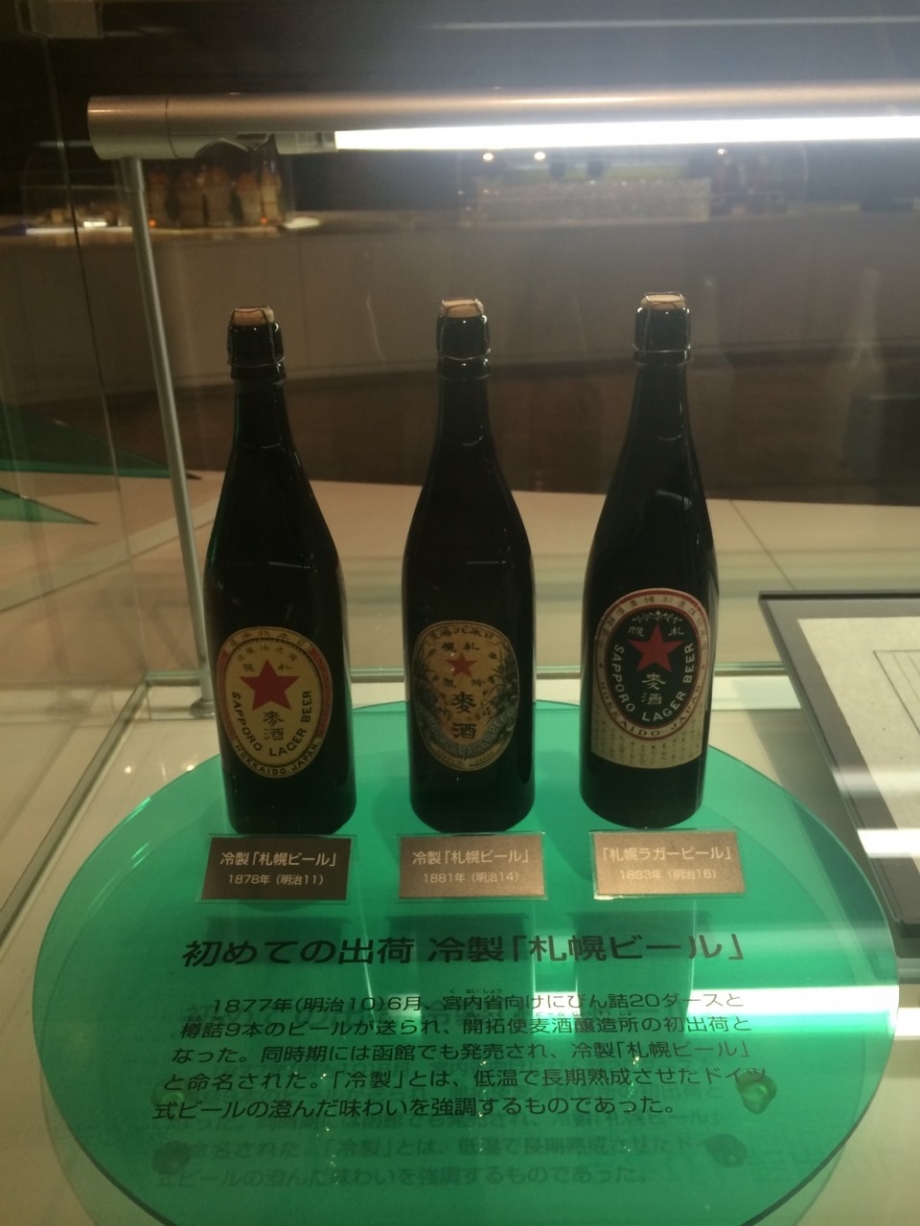 札幌
麥酒
SAPPORO LAGER BEER
HOKKAIDO JAPAN
札幌
麥酒
札幌
麥酒
SAPPORO LAGER BEER
HOKKAIDO JAPAN
冷製「札幌ビール」
1878年（明治11）
冷製「札幌ビール」
1881年（明治14）
「札幌ラガービール」
1883年（明治16）
初めての出荷 冷製「札幌ビール」
1877年(明治10)6月、宮内省向けにびん詰20ダースと
樽詰9本のビールが送られ、開拓使麦酒醸造所の初出荷と
なった。同時期には函館でも発売され、冷製「札幌ビール」
と命名された。「冷製」とは、低温で長期熟成させたドイツ
式ビールの澄んだ味わいを強調するものであった。